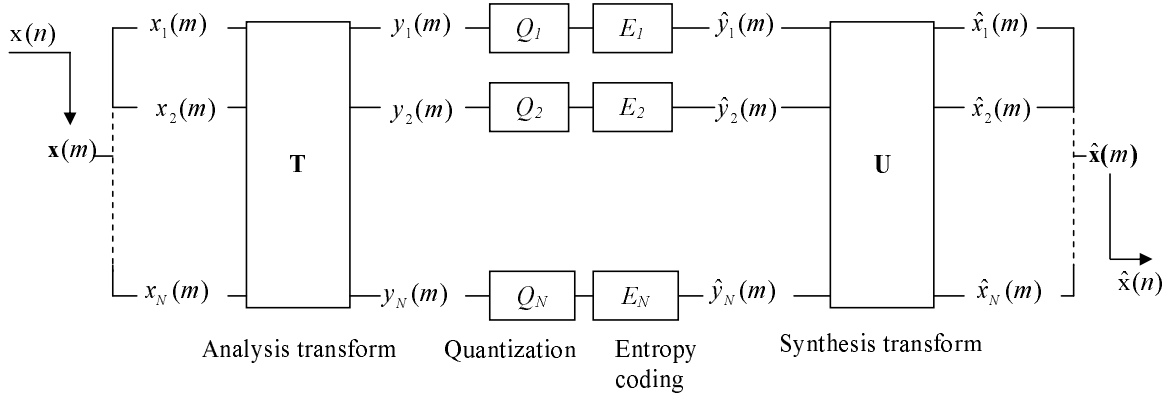 x(n) x₁(m) y₁(m) Q₁ E₁ ŷ₁(m) x̂₁(m)
x₂(m) y₂(m) Q₂ E₂ ŷ₂(m) x̂₂(m)
x(m) T U x̂(m)
x_N(m) y_N(m) Q_N E_N ŷ_N(m) x̂_N(m) x̂(n)
Analysis transform Quantization Entropy Synthesis transform
coding